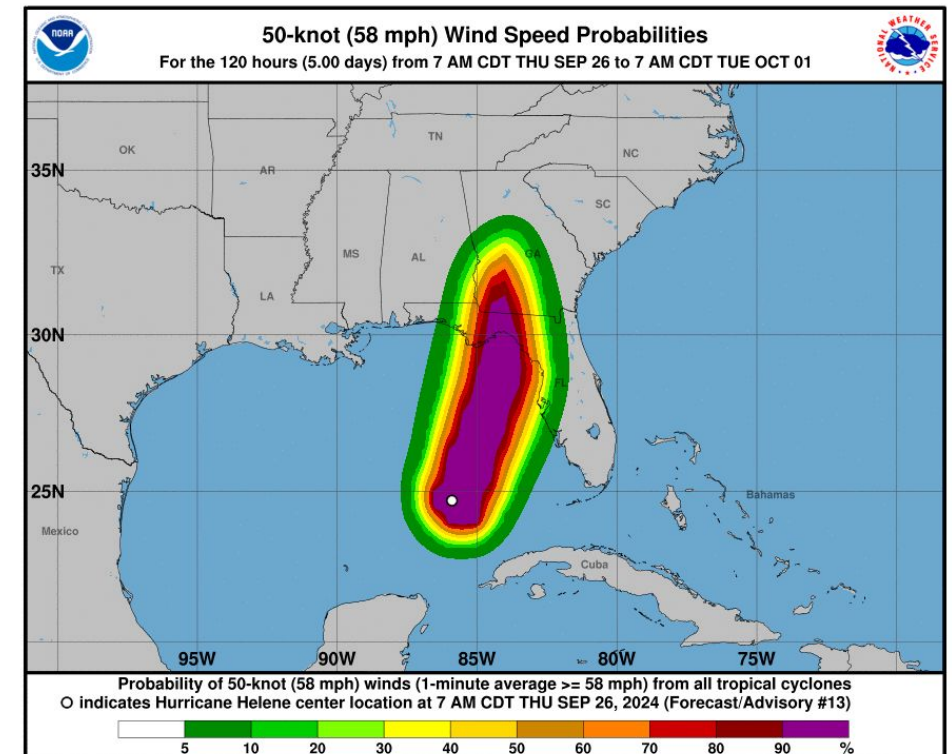 50-knot (58 mph) Wind Speed Probabilities
For the 120 hours (5.00 days) from 7 AM CDT THU SEP 26 to 7 AM CDT TUE OCT 01
NOAA
NATIONAL WEATHER SERVICE
OK
TN
NC
35N
AR
SC
MS
AL
GA
TX
LA
30N
FL
25N
Bahamas
Mexico
Cuba
95W 90W 85W 80W 75W
Probability of 50-knot (58 mph) winds (1-minute average >= 58 mph) from all tropical cyclones
indicates Hurricane Helene center location at 7 AM CDT THU SEP 26, 2024 (Forecast/Advisory #13)
5 10 20 30 40 50 60 70 80 90 %